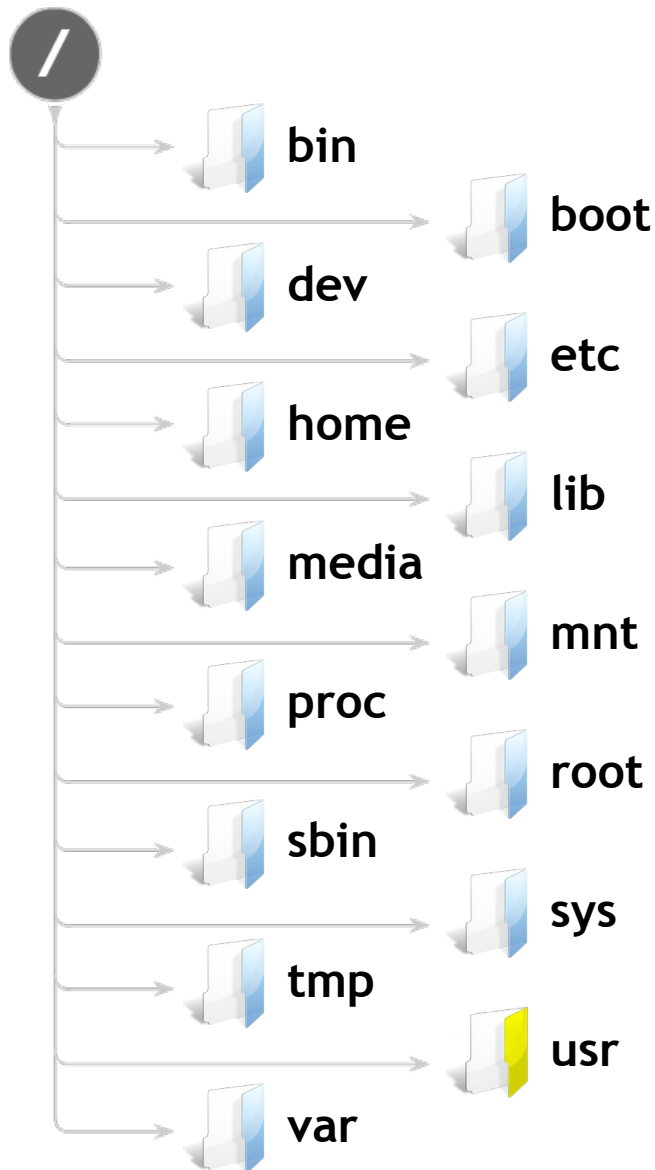 /
bin
boot
dev
etc
home
lib
media
mnt
proc
root
sbin
sys
tmp
usr
var